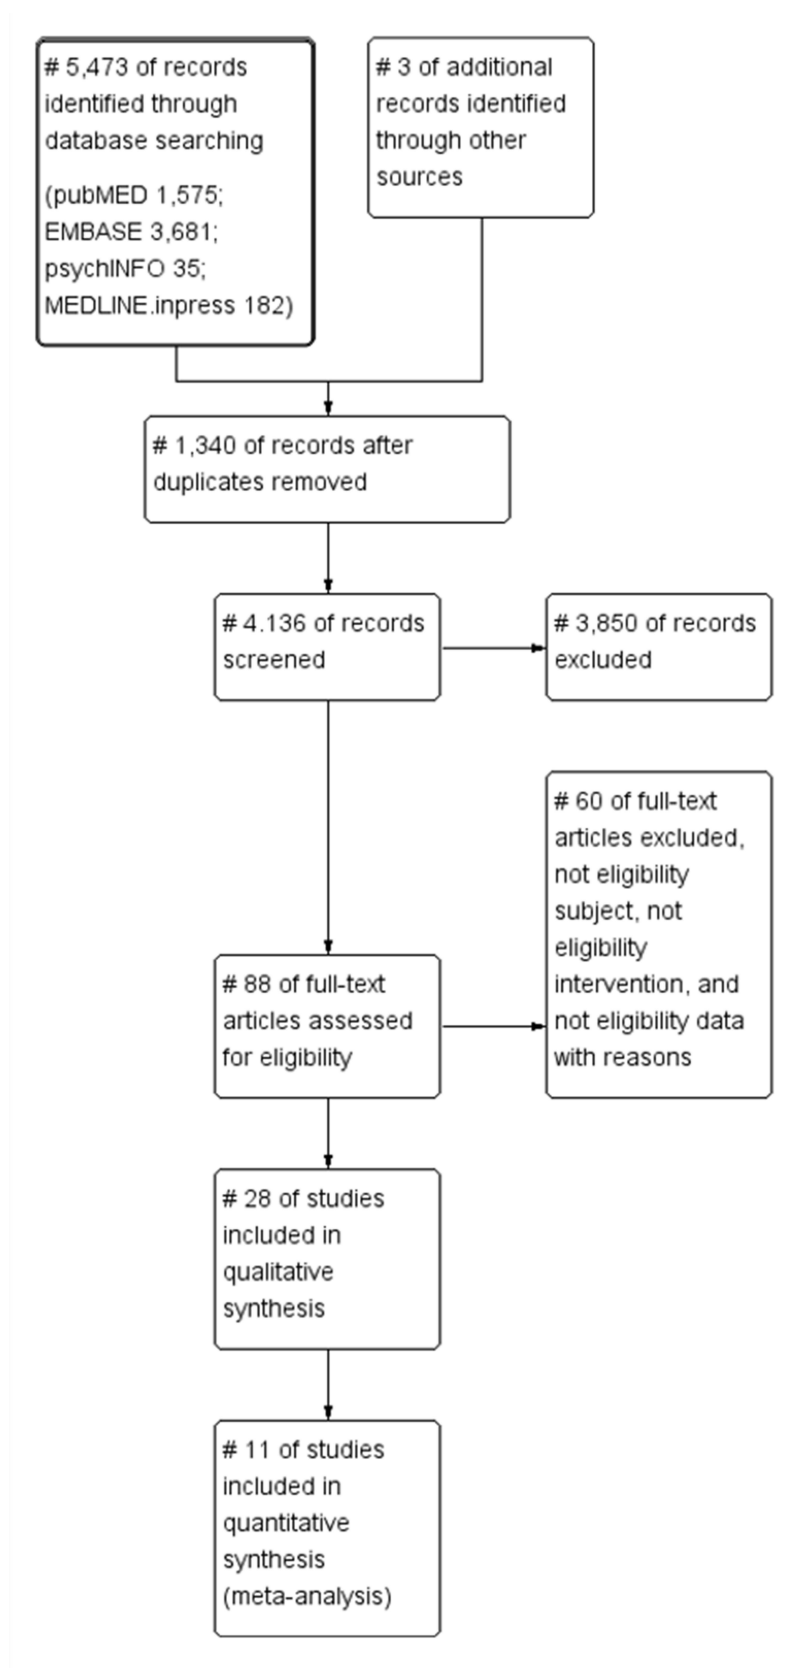 # 5,473 of records
identified through
database searching
(pubMED 1,575;
EMBASE 3,681;
psychINFO 35;
MEDLINE.inpress 182)
# 3 of additional
records identified
through other
sources
# 1,340 of records after
duplicates removed
# 4.136 of records
screened
# 3,850 of records
excluded
# 60 of full-text
articles excluded,
not eligibility
subject, not
eligibility
intervention, and
not eligibility data
with reasons
# 88 of full-text
articles assessed
for eligibility
# 28 of studies
included in
qualitative
synthesis
# 11 of studies
included in
quantitative
synthesis
(meta-analysis)